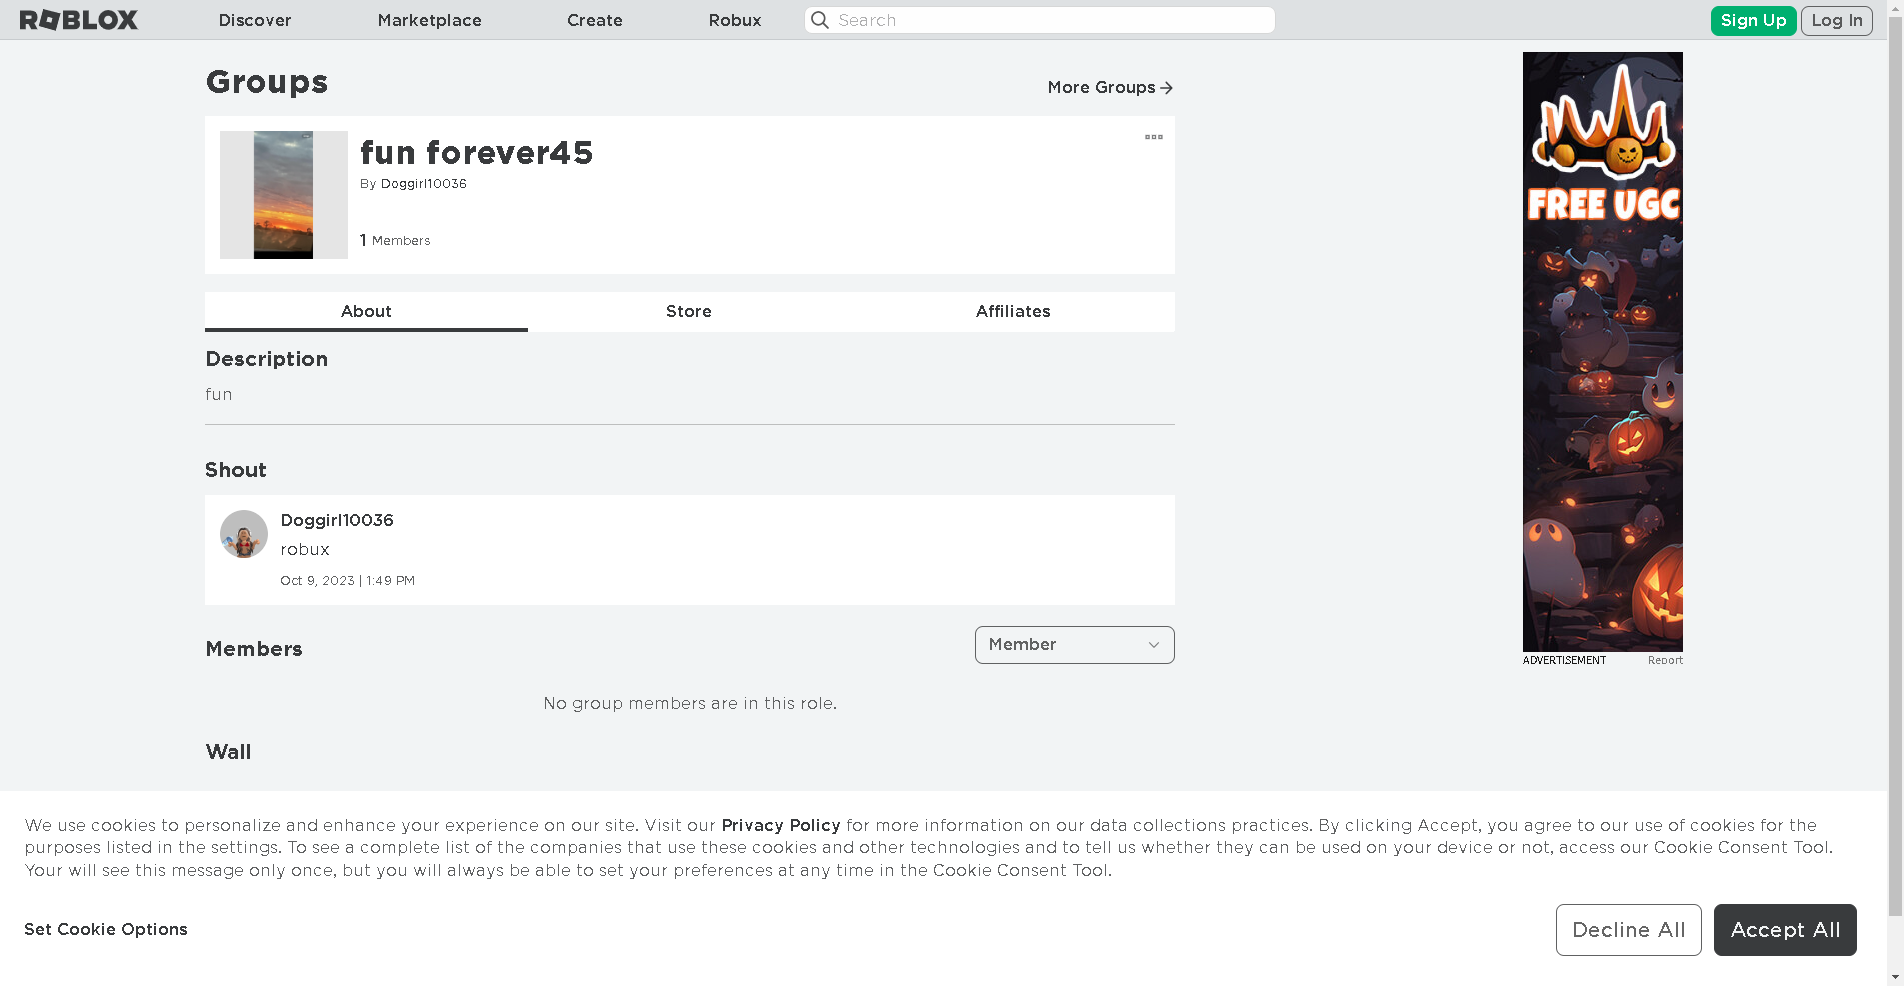 ROBLOX
Discover
Marketplace
Create
Robux
Search
Sign Up
Log In
Groups
More Groups
fun forever45
By Doggirl10036
1 Members
About
Store
Affiliates
Description
fun
Shout
Doggirl10036
robux
Oct 9, 2023 | 1:49 PM
Members
Member
No group members are in this role.
Wall
FREE UGC
ADVERTISEMENT
Report
We use cookies to personalize and enhance your experience on our site. Visit our Privacy Policy for more information on our data collections practices. By clicking Accept, you agree to our use of cookies for the
purposes listed in the settings. To see a complete list of the companies that use these cookies and other technologies and to tell us whether they can be used on your device or not, access our Cookie Consent Tool.
Your will see this message only once, but you will always be able to set your preferences at any time in the Cookie Consent Tool.
Set Cookie Options
Decline All
Accept All